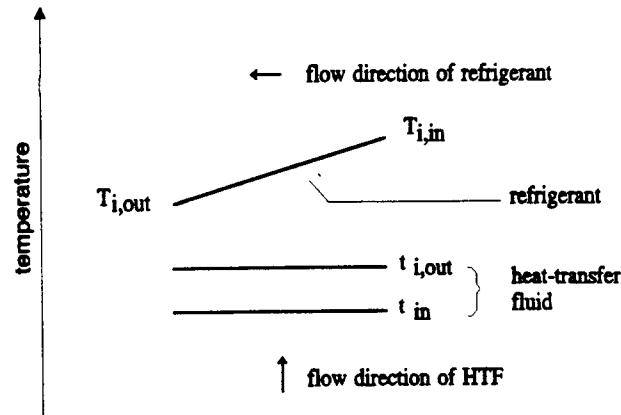 flow direction of refrigerant
Ti,in
Ti,out
refrigerant
temperature
t i,out
heat-transfer
fluid
t in
flow direction of HTF